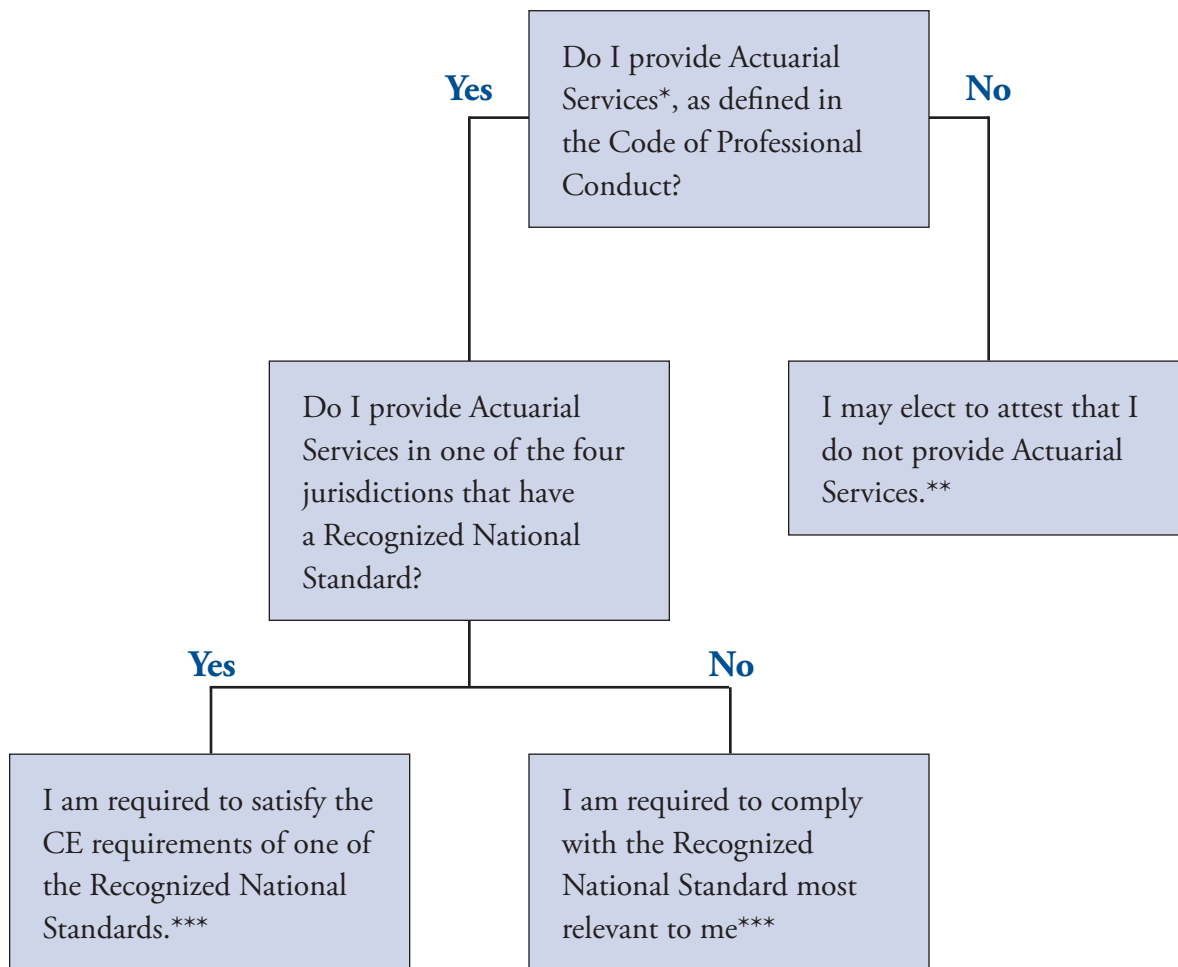 Do I provide Actuarial
Services*, as defined in
the Code of Professional
Conduct?
Yes
No
Do I provide Actuarial
Services in one of the four
jurisdictions that have
a Recognized National
Standard?
I may elect to attest that I
do not provide Actuarial
Services.**
Yes
No
I am required to satisfy the
CE requirements of one of
the Recognized National
Standards.***
I am required to comply
with the Recognized
National Standard most
relevant to me***